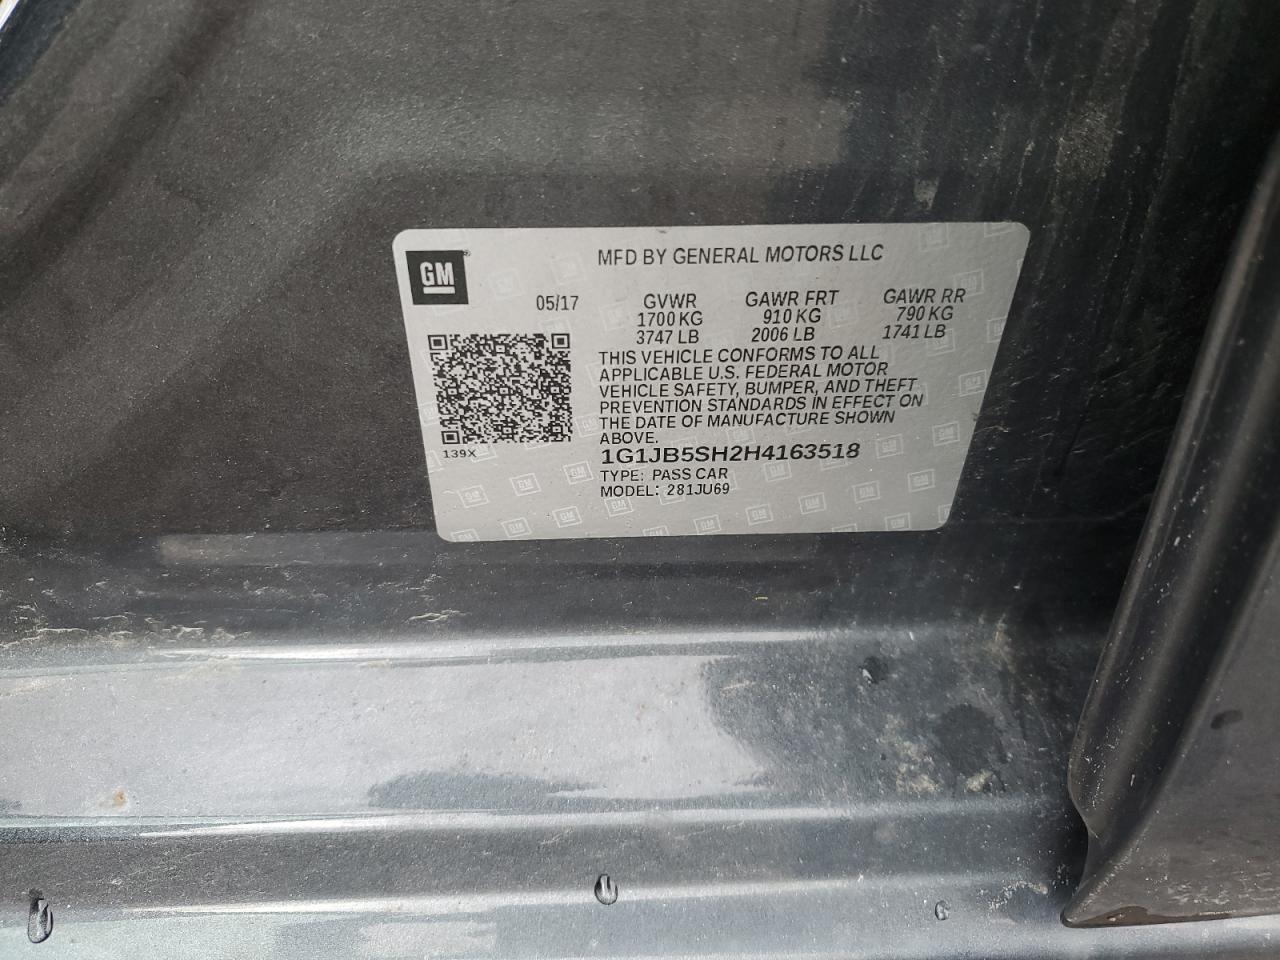 GM
MFD BY GENERAL MOTORS LLC
05/17
GVWR GAWR FRT GAWR RR
1700 KG 910 KG 790 KG
3747 LB 2006 LB 1741 LB
THIS VEHICLE CONFORMS TO ALL
APPLICABLE U.S. FEDERAL MOTOR
VEHICLE SAFETY, BUMPER, AND THEFT
PREVENTION STANDARDS IN EFFECT ON
THE DATE OF MANUFACTURE SHOWN
ABOVE.
139X
1G1JB5SH2H4163518
TYPE: PASS CAR
MODEL: 281JU69